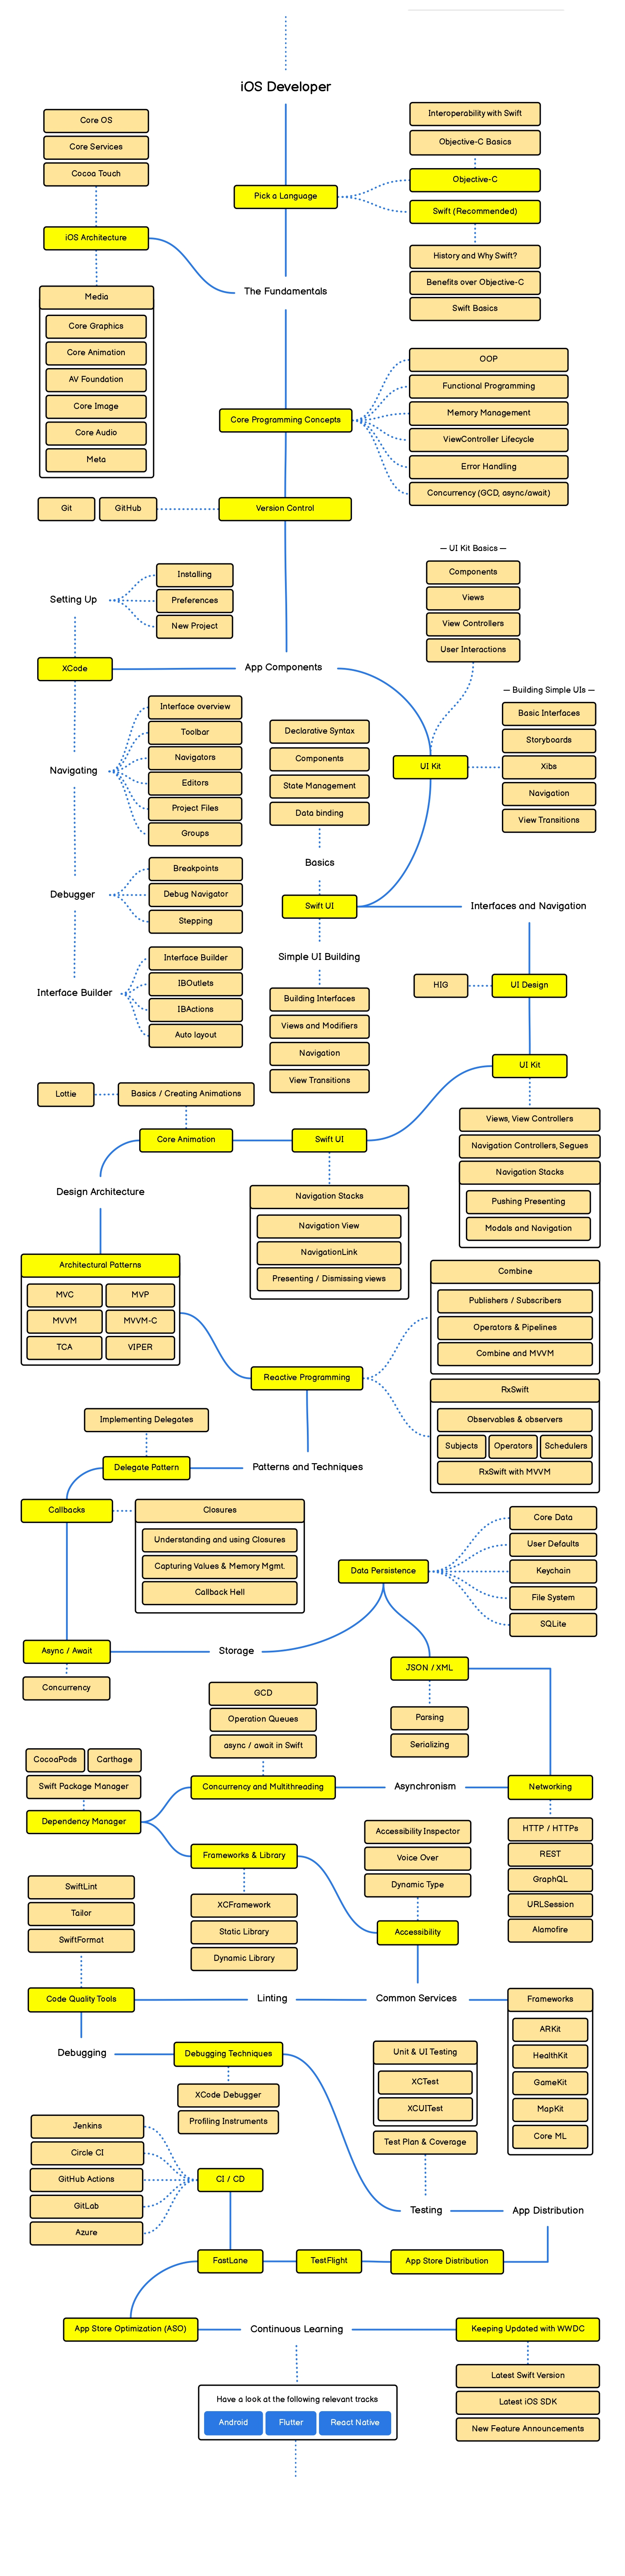 iOS Developer
Core OS
Core Services
Cocoa Touch
iOS Architecture
Media
Core Graphics
Core Animation
AV Foundation
Core Image
Core Audio
Meta
Pick a Language
Interoperability with Swift
Objective-C Basics
Objective-C
Swift (Recommended)
History and Why Swift?
Benefits over Objective-C
Swift Basics
The Fundamentals
Core Programming Concepts
OOP
Functional Programming
Memory Management
ViewController Lifecycle
Error Handling
Concurrency (GCD, async/await)
Git
GitHub
Version Control
Setting Up
Installing
Preferences
New Project
XCode
App Components
— UI Kit Basics —
Components
Views
View Controllers
User Interactions
UI Kit
— Building Simple UIs —
Basic Interfaces
Storyboards
Xibs
Navigation
View Transitions
Navigating
Interface overview
Toolbar
Navigators
Editors
Project Files
Groups
Debugger
Breakpoints
Debug Navigator
Stepping
Interface Builder
Interface Builder
IBOutlets
IBActions
Auto layout
Declarative Syntax
Components
State Management
Data binding
Basics
Swift UI
Simple UI Building
Building Interfaces
Views and Modifiers
Navigation
View Transitions
Interfaces and Navigation
HIG
UI Design
UI Kit
Views, View Controllers
Navigation Controllers, Segues
Navigation Stacks
Pushing Presenting
Modals and Navigation
Lottie
Basics / Creating Animations
Core Animation
Swift UI
Navigation Stacks
Navigation View
NavigationLink
Presenting / Dismissing views
Design Architecture
Architectural Patterns
MVC
MVP
MVVM
MVVM-C
TCA
VIPER
Reactive Programming
Combine
Publishers / Subscribers
Operators & Pipelines
Combine and MVVM
RxSwift
Observables & observers
Subjects
Operators
Schedulers
RxSwift with MVVM
Implementing Delegates
Delegate Pattern
Patterns and Techniques
Callbacks
Closures
Understanding and using Closures
Capturing Values & Memory Mgmt.
Callback Hell
Async / Await
Concurrency
Storage
Data Persistence
Core Data
User Defaults
Keychain
File System
SQLite
JSON / XML
Parsing
Serializing
GCD
Operation Queues
async / await in Swift
Concurrency and Multithreading
Asynchronism
Networking
HTTP / HTTPs
REST
GraphQL
URLSession
Alamofire
CocoaPods
Carthage
Swift Package Manager
Dependency Manager
Frameworks & Library
XCFramework
Static Library
Dynamic Library
Accessibility Inspector
Voice Over
Dynamic Type
Accessibility
SwiftLint
Tailor
SwiftFormat
Code Quality Tools
Linting
Common Services
Frameworks
ARKit
HealthKit
GameKit
MapKit
Core ML
Debugging
Debugging Techniques
XCode Debugger
Profiling Instruments
Unit & UI Testing
XCTest
XCUITest
Test Plan & Coverage
Testing
App Distribution
Jenkins
Circle CI
GitHub Actions
GitLab
Azure
CI / CD
FastLane
TestFlight
App Store Distribution
App Store Optimization (ASO)
Continuous Learning
Keeping Updated with WWDC
Latest Swift Version
Latest iOS SDK
New Feature Announcements
Have a look at the following relevant tracks
Android
Flutter
React Native